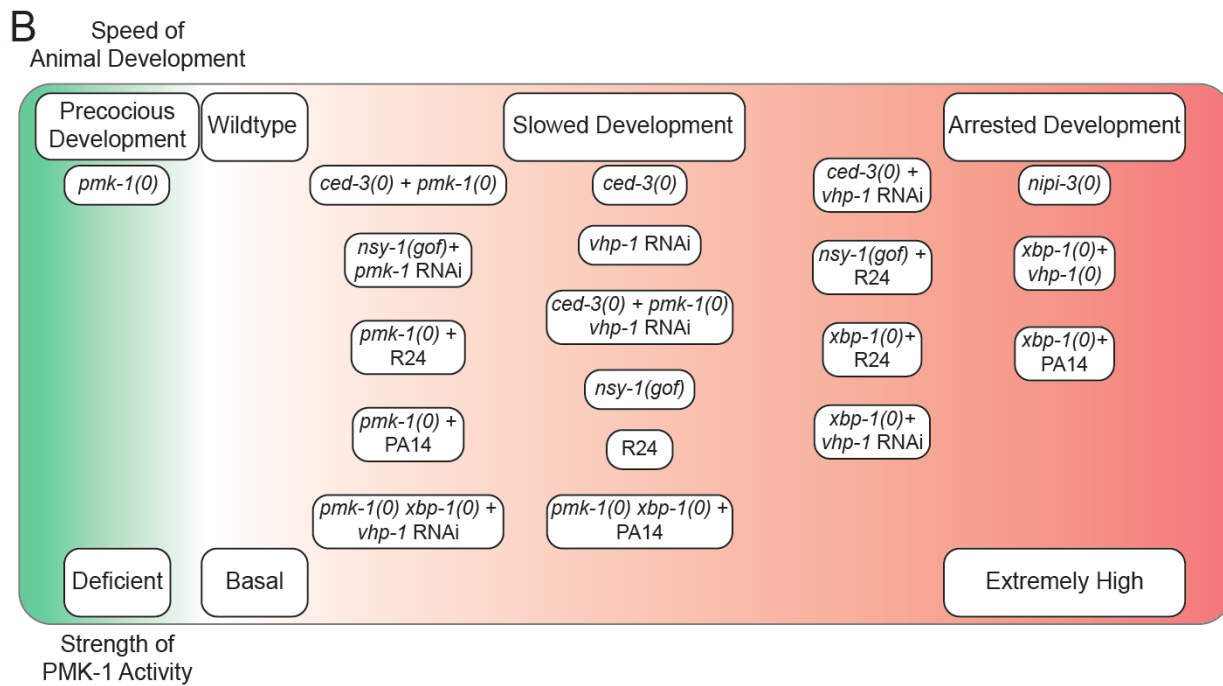 B
Speed of
Animal Development
Precocious
Development
Wildtype
Slowed Development
Arrested Development
pmk-1(0)
ced-3(0) + pmk-1(0)
ced-3(0)
ced-3(0) +
vhp-1 RNAi
nipi-3(0)
nsy-1(gof)+
pmk-1 RNAi
vhp-1 RNAi
nsy-1(gof) +
R24
xbp-1(0)+
vhp-1(0)
ced-3(0) + pmk-1(0)
vhp-1 RNAi
pmk-1(0) +
R24
xbp-1(0)+
R24
xbp-1(0)+
PA14
nsy-1(gof)
pmk-1(0) +
PA14
R24
xbp-1(0)+
vhp-1 RNAi
pmk-1(0) xbp-1(0) +
vhp-1 RNAi
pmk-1(0) xbp-1(0) +
PA14
Deficient
Basal
Extremely High
Strength of
PMK-1 Activity